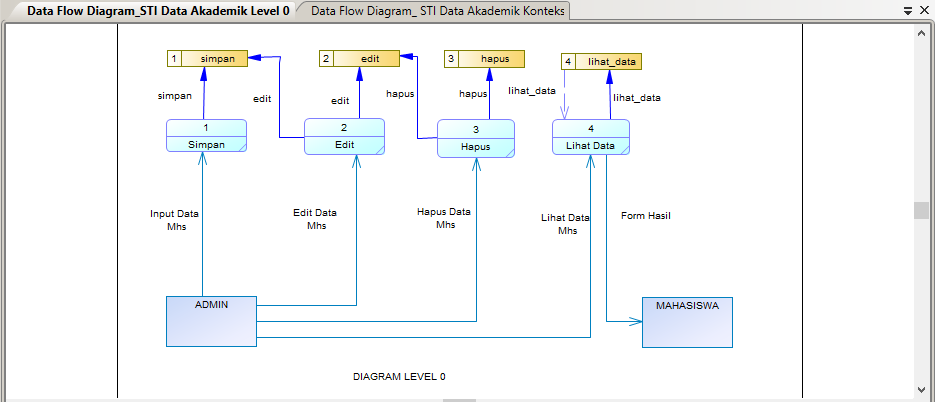 Data Flow Diagram_STI Data Akademik Level 0
Data Flow Diagram_ STI Data Akademik Konteks
1 simpan
2 edit
3 hapus
4 lihat_data
simpan
edit
edit
hapus
hapus
lihat_data
lihat_data
1
Simpan
2
Edit
3
Hapus
4
Lihat Data
Input Data
Mhs
Edit Data
Mhs
Hapus Data
Mhs
Lihat Data
Mhs
Form Hasil
ADMIN
MAHASISWA
DIAGRAM LEVEL 0